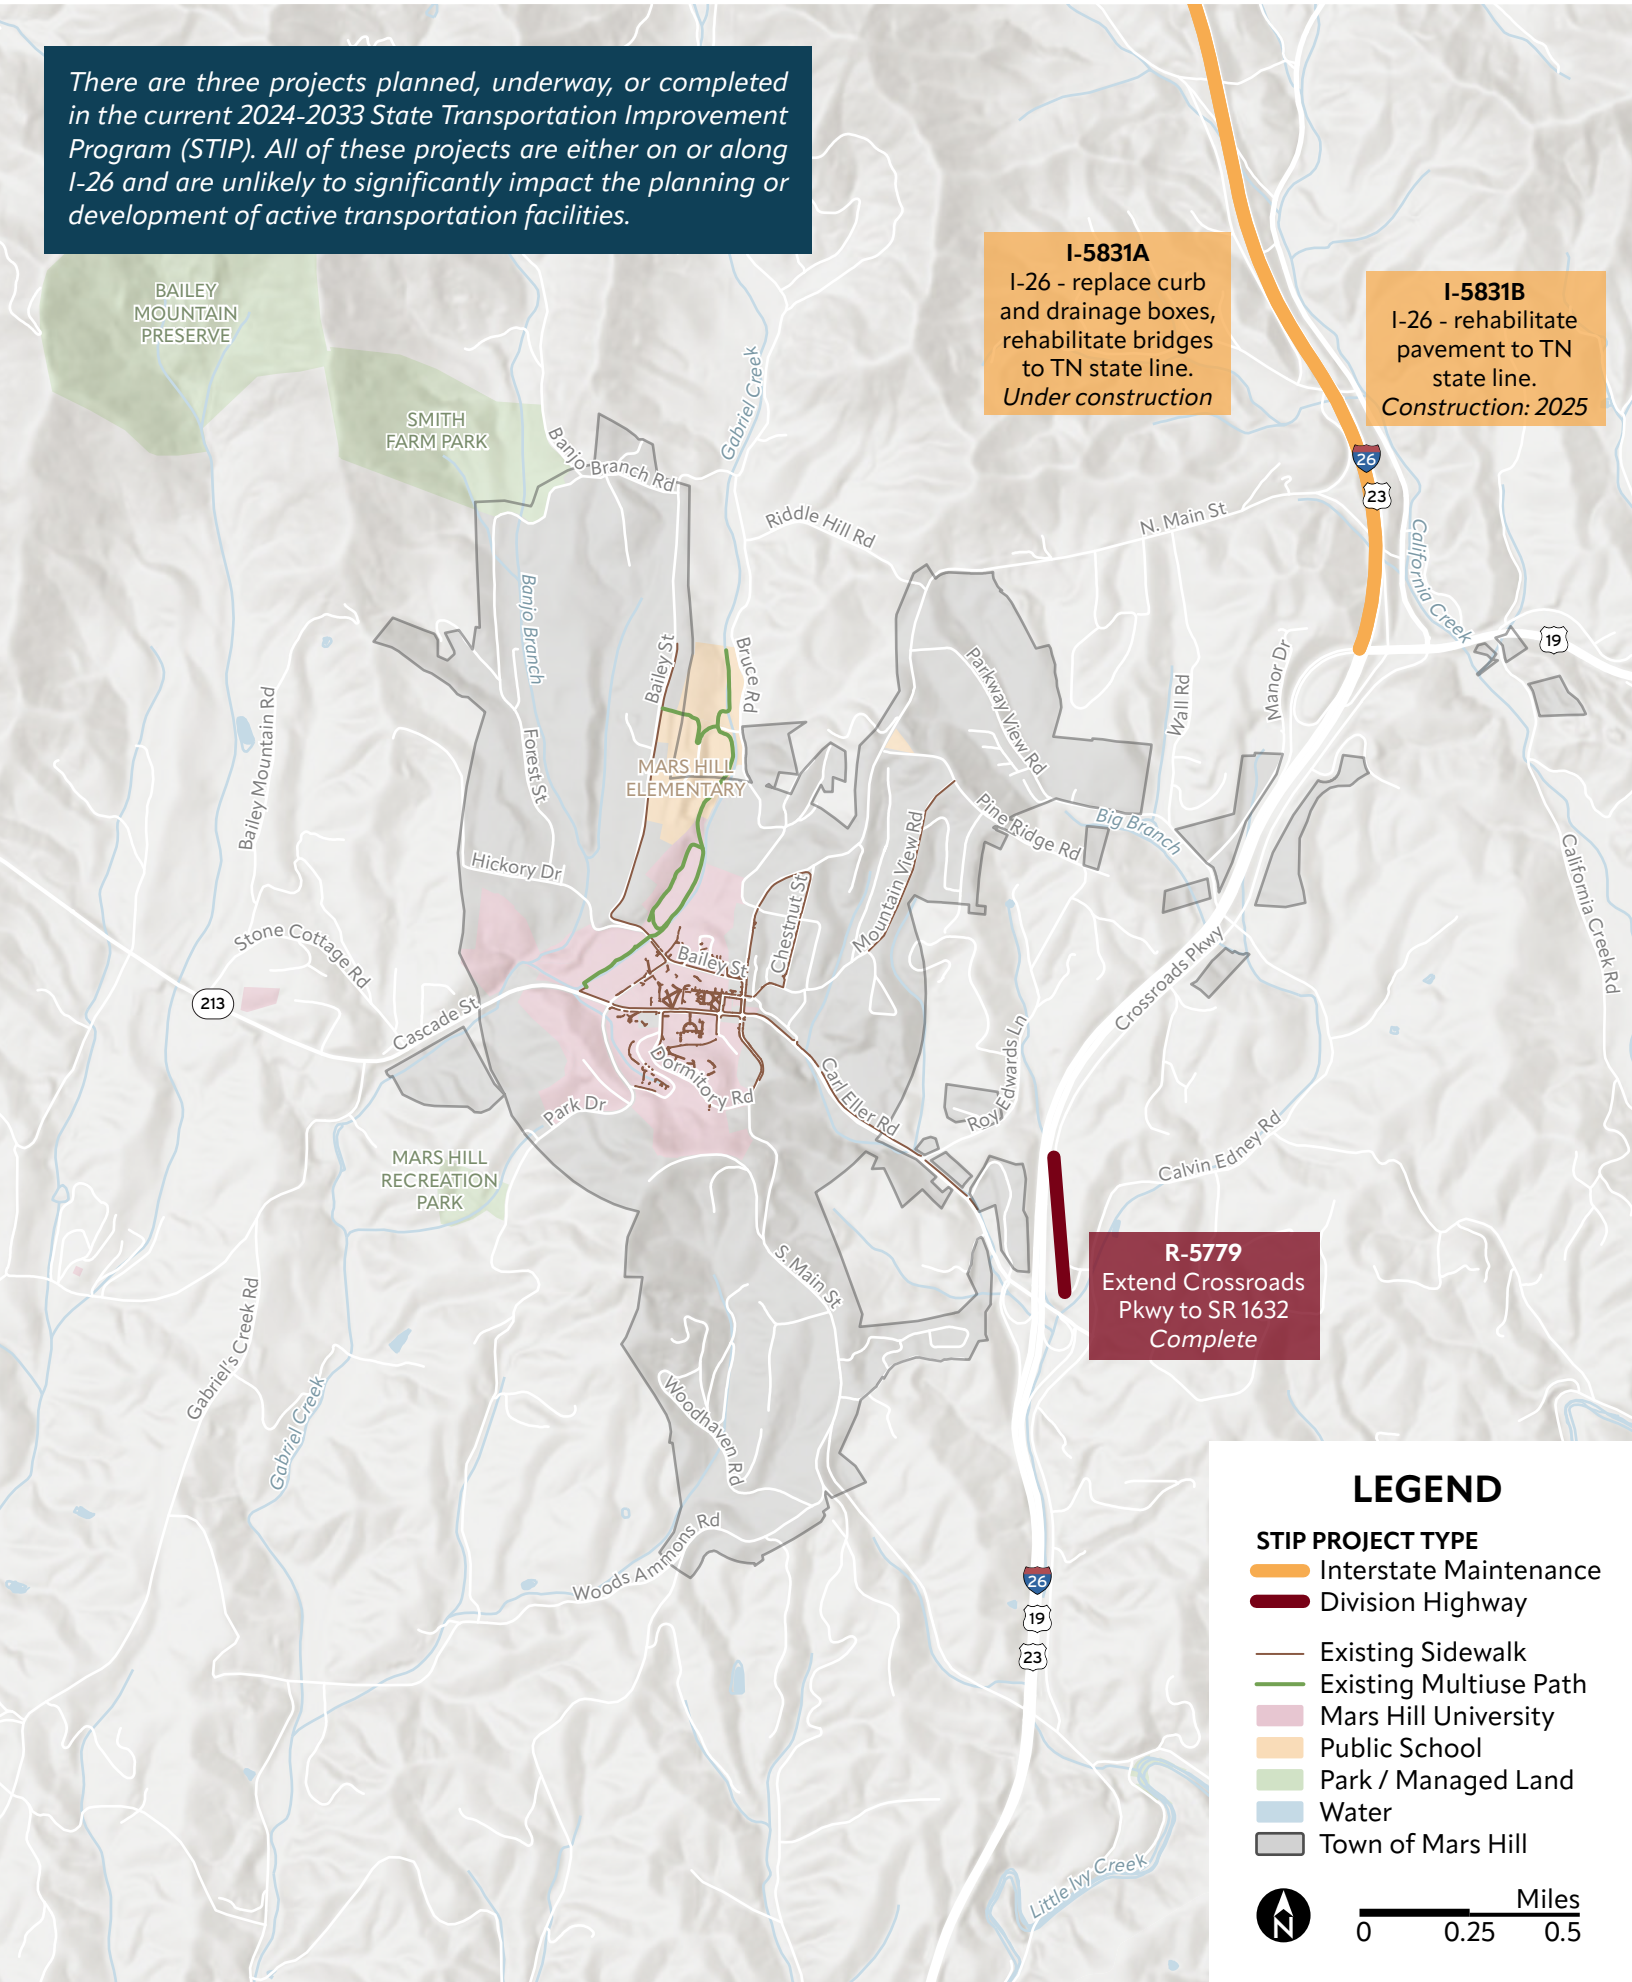 There are three projects planned, underway, or completed
in the current 2024-2033 State Transportation Improvement
Program (STIP). All of these projects are either on or along
I-26 and are unlikely to significantly impact the planning or
development of active transportation facilities.
I-5831A
I-26 - replace curb
and drainage boxes,
rehabilitate bridges
to TN state line.
Under construction
I-5831B
I-26 - rehabilitate
pavement to TN
state line.
Construction: 2025
BAILEY
MOUNTAIN
PRESERVE
SMITH
FARM PARK
Gabriel Creek
Banjo Branch Rd
26
23
Riddle Hill Rd
N. Main St
California Creek
19
Banjo Branch
Bailey St
Bruce Rd
Parkway View Rd
Wall Rd
Manor Dr
Bailey Mountain Rd
Forest St
MARS HILL
ELEMENTARY
Pine Ridge Rd
Big Branch
Hickory Dr
Mountain View Rd
Chestnut St
California Creek Rd
Stone Cottage Rd
Bailey St
Crossroads Pkwy
213
Cascade St
Dormitory Rd
Park Dr
Carl Eller Rd
Roy Edwards Ln
Calvin Edney Rd
MARS HILL
RECREATION
PARK
R-5779
Extend Crossroads
Pkwy to SR 1632
Complete
S. Main St
Gabriel's Creek Rd
Gabriel Creek
Woodhaven Rd
Woods Ammons Rd
26
19
23
Little Ivy Creek
LEGEND
STIP PROJECT TYPE
Interstate Maintenance
Division Highway
Existing Sidewalk
Existing Multiuse Path
Mars Hill University
Public School
Park / Managed Land
Water
Town of Mars Hill
N
Miles
0 0.25 0.5